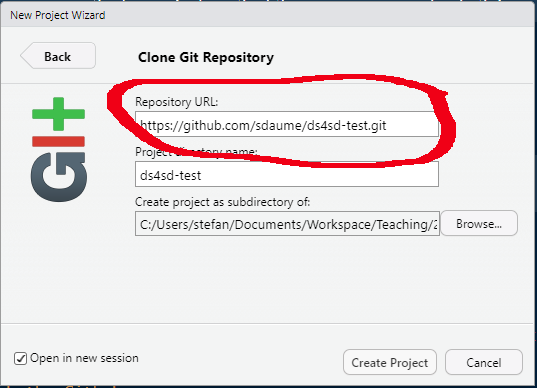 New Project Wizard
Back
Clone Git Repository
Repository URL:
https://github.com/sdaume/ds4sd-test.git
Project directory name:
ds4sd-test
Create project as subdirectory of:
C:/Users/stefan/Documents/Workspace/Teaching/2
Browse...
git
Open in new session
Create Project
Cancel